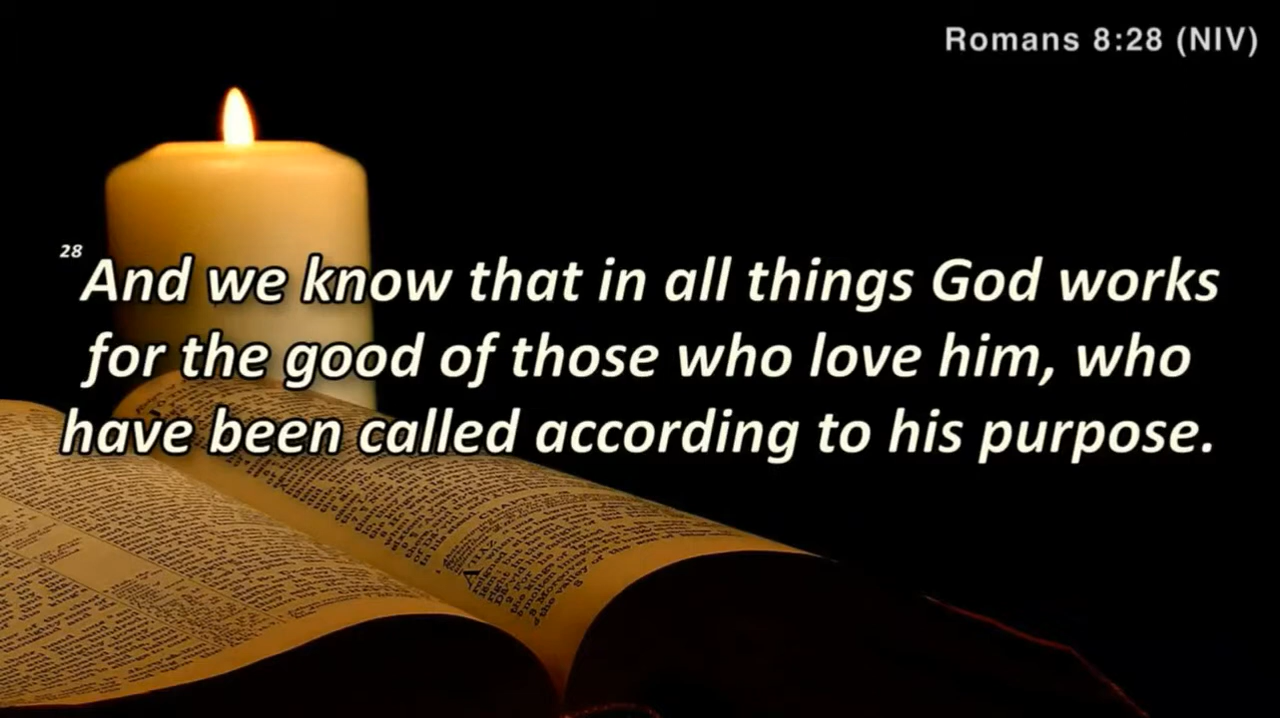 Romans 8:28 (NIV)
28 And we know that in all things God works
for the good of those who love him, who
have been called according to his purpose.